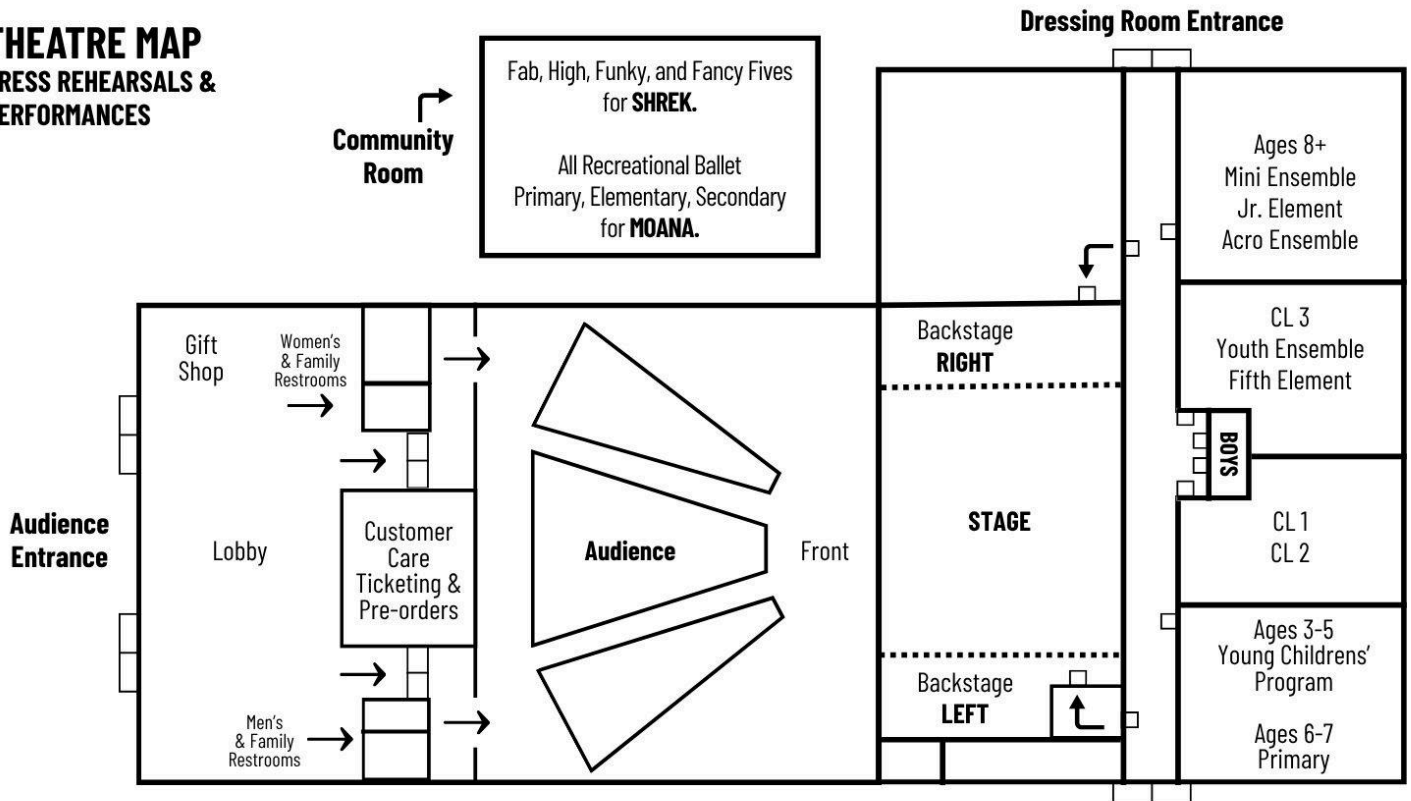 THEATRE MAP
RESS REHEARSALS &
ERFORMANCES
Community
Room
Fab, High, Funky, and Fancy Fives
for SHREK.
All Recreational Ballet
Primary, Elementary, Secondary
for MOANA.
Dressing Room Entrance
Ages 8+
Mini Ensemble
Jr. Element
Acro Ensemble
CL 3
Youth Ensemble
Fifth Element
BOYS
CL 1
CL 2
Ages 3-5
Young Childrens'
Program
Ages 6-7
Primary
Backstage
RIGHT
STAGE
Backstage
LEFT
Gift
Shop
Women's
& Family
Restrooms
Audience
Entrance
Lobby
Customer
Care
Ticketing &
Pre-orders
Audience
Front
Men's
& Family
Restrooms